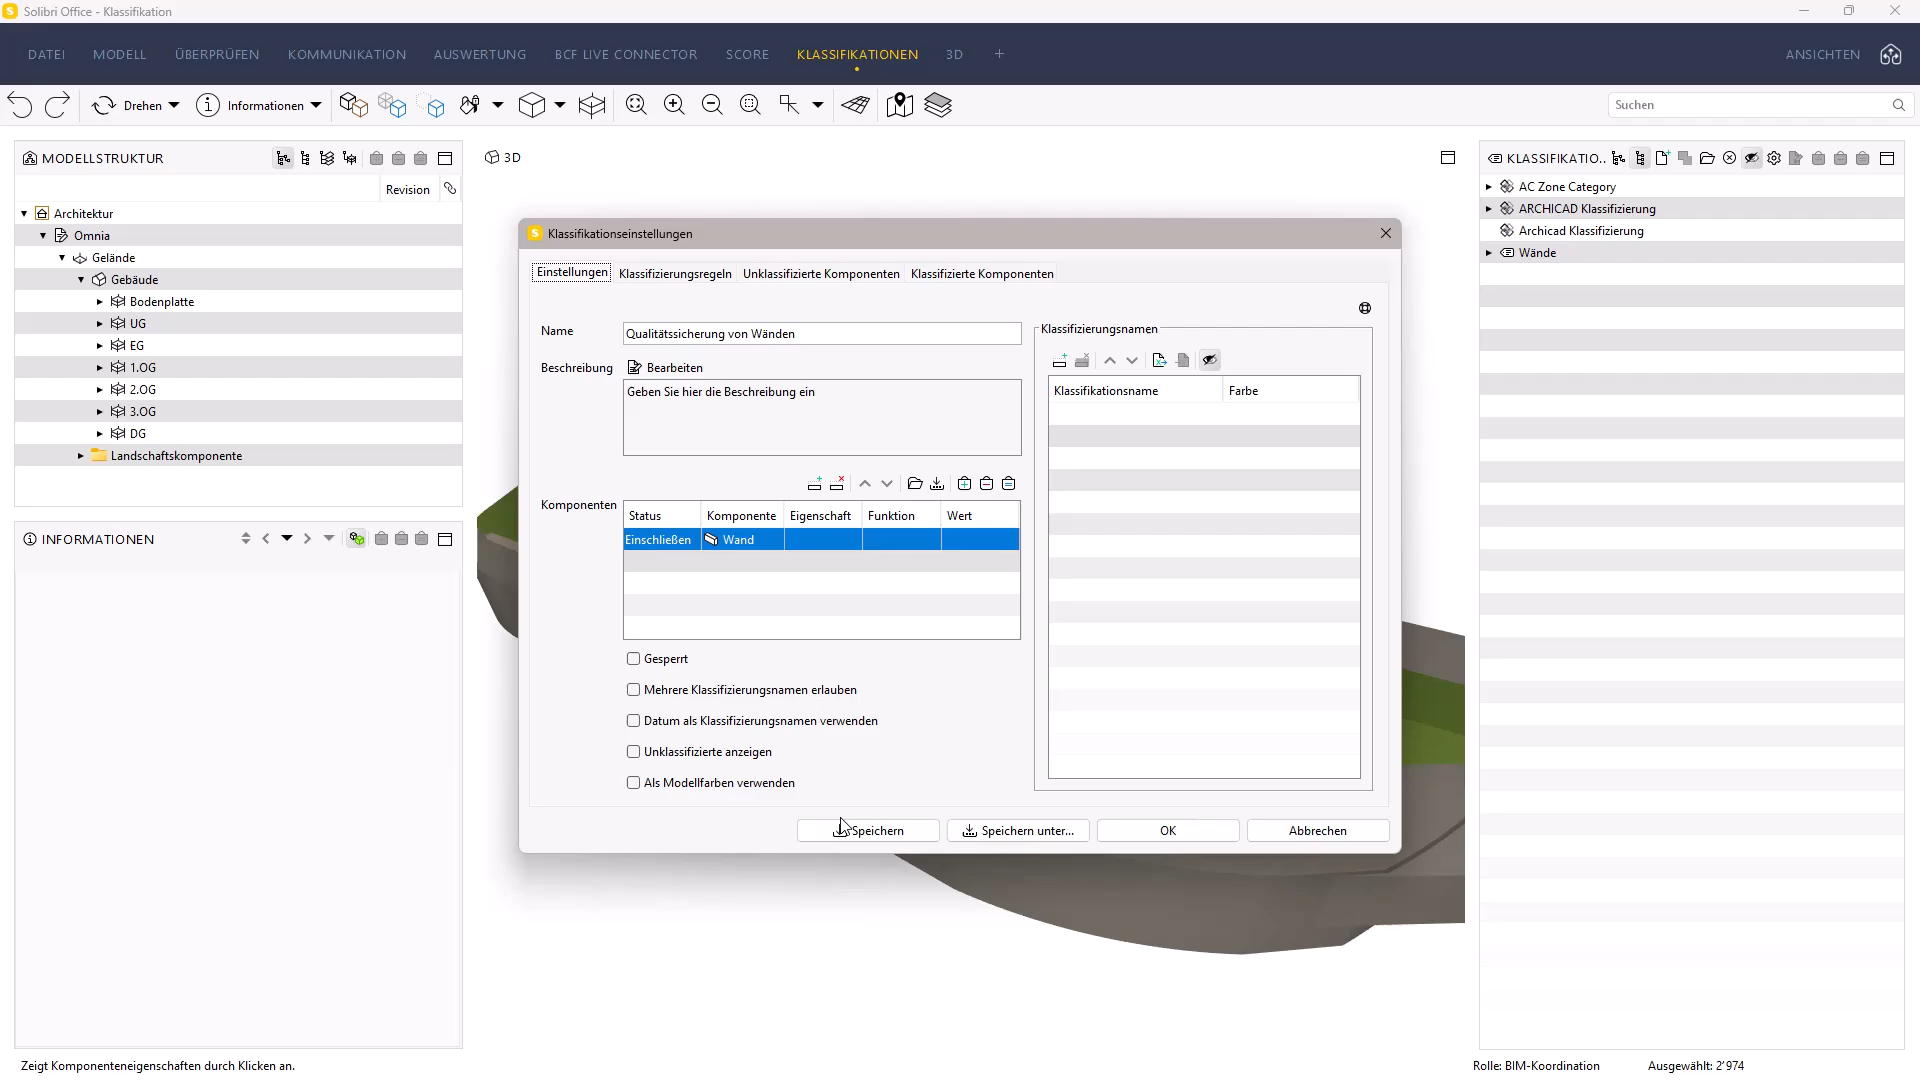 Solibri Office - Klassifikation
DATEI MODELL ÜBERPRÜFEN KOMMUNIKATION AUSWERTUNG BCF LIVE CONNECTOR SCORE KLASSIFIKATIONEN 3D + ANSICHTEN
Drehen Informationen Suchen
MODELLSTRUKTUR
Revision
Architektur
Omnia
Gelände
Gebäude
Bodenplatte
UG
EG
1.OG
2.OG
3.OG
DG
Landschaftskomponente
INFORMATIONEN
3D
Klassifikationseinstellungen
Einstellungen Klassifizierungsregeln Unklassifizierte Komponenten Klassifizierte Komponenten
Name Qualitätssicherung von Wänden
Beschreibung Bearbeiten
Geben Sie hier die Beschreibung ein
Komponenten
Status Komponente Eigenschaft Funktion Wert
Einschließen Wand
Gesperrt
Mehrere Klassifizierungsnamen erlauben
Datum als Klassifizierungsnamen verwenden
Unklassifizierte anzeigen
Als Modellfarben verwenden
Klassifizierungsnamen
Klassifikationsname Farbe
Speichern Speichern unter... OK Abbrechen
KLASSIFIKATIO..
AC Zone Category
ARCHICAD Klassifizierung
Archicad Klassifizierung
Wände
Zeigt Komponenteneigenschaften durch Klicken an.
Rolle: BIM-Koordination Ausgewählt: 2'974